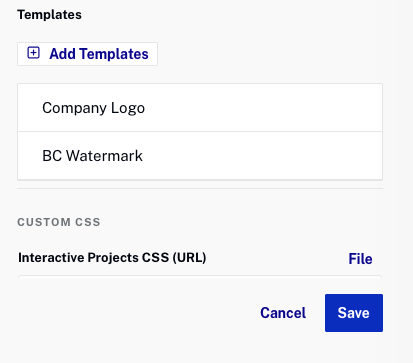 Templates
Add Templates
Company Logo
BC Watermark
CUSTOM CSS
Interactive Projects CSS (URL) File
Cancel Save